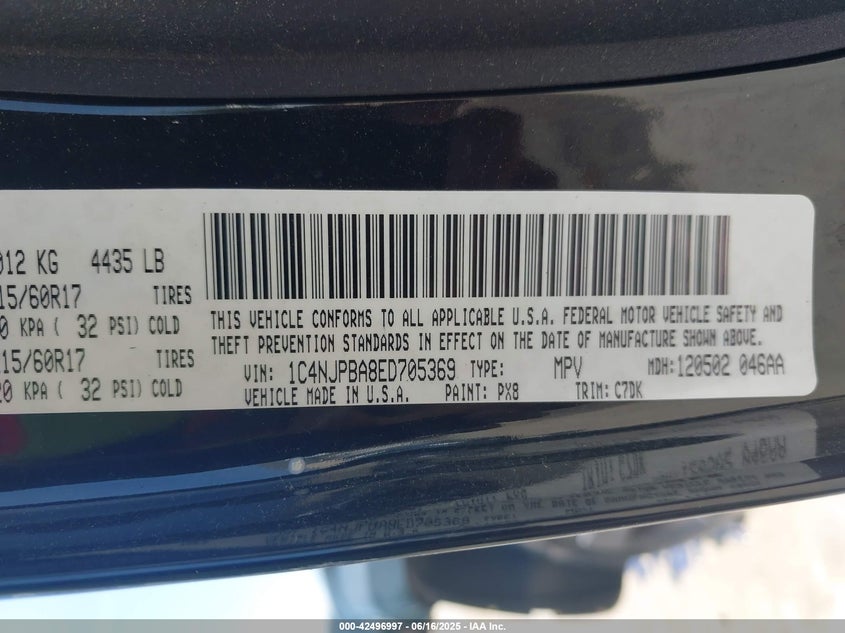 012 KG 4435 LB
15/60R17 TIRES
0 KPA ( 32 PSI) COLD
15/60R17 TIRES
20 KPA ( 32 PSI) COLD
THIS VEHICLE CONFORMS TO ALL APPLICABLE U.S.A. FEDERAL MOTOR VEHICLE SAFETY AND
THEFT PREVENTION STANDARDS IN EFFECT ON THE DATE OF MANUFACTURE SHOWN ABOVE.
VIN: 1C4NJPBA8ED705369 TYPE: MPV MDH: 120502 046AA
VEHICLE MADE IN U.S.A. PAINT: PX8 TRIM: C7DK
000-42496997 - 06/16/2025 - IAA Inc.